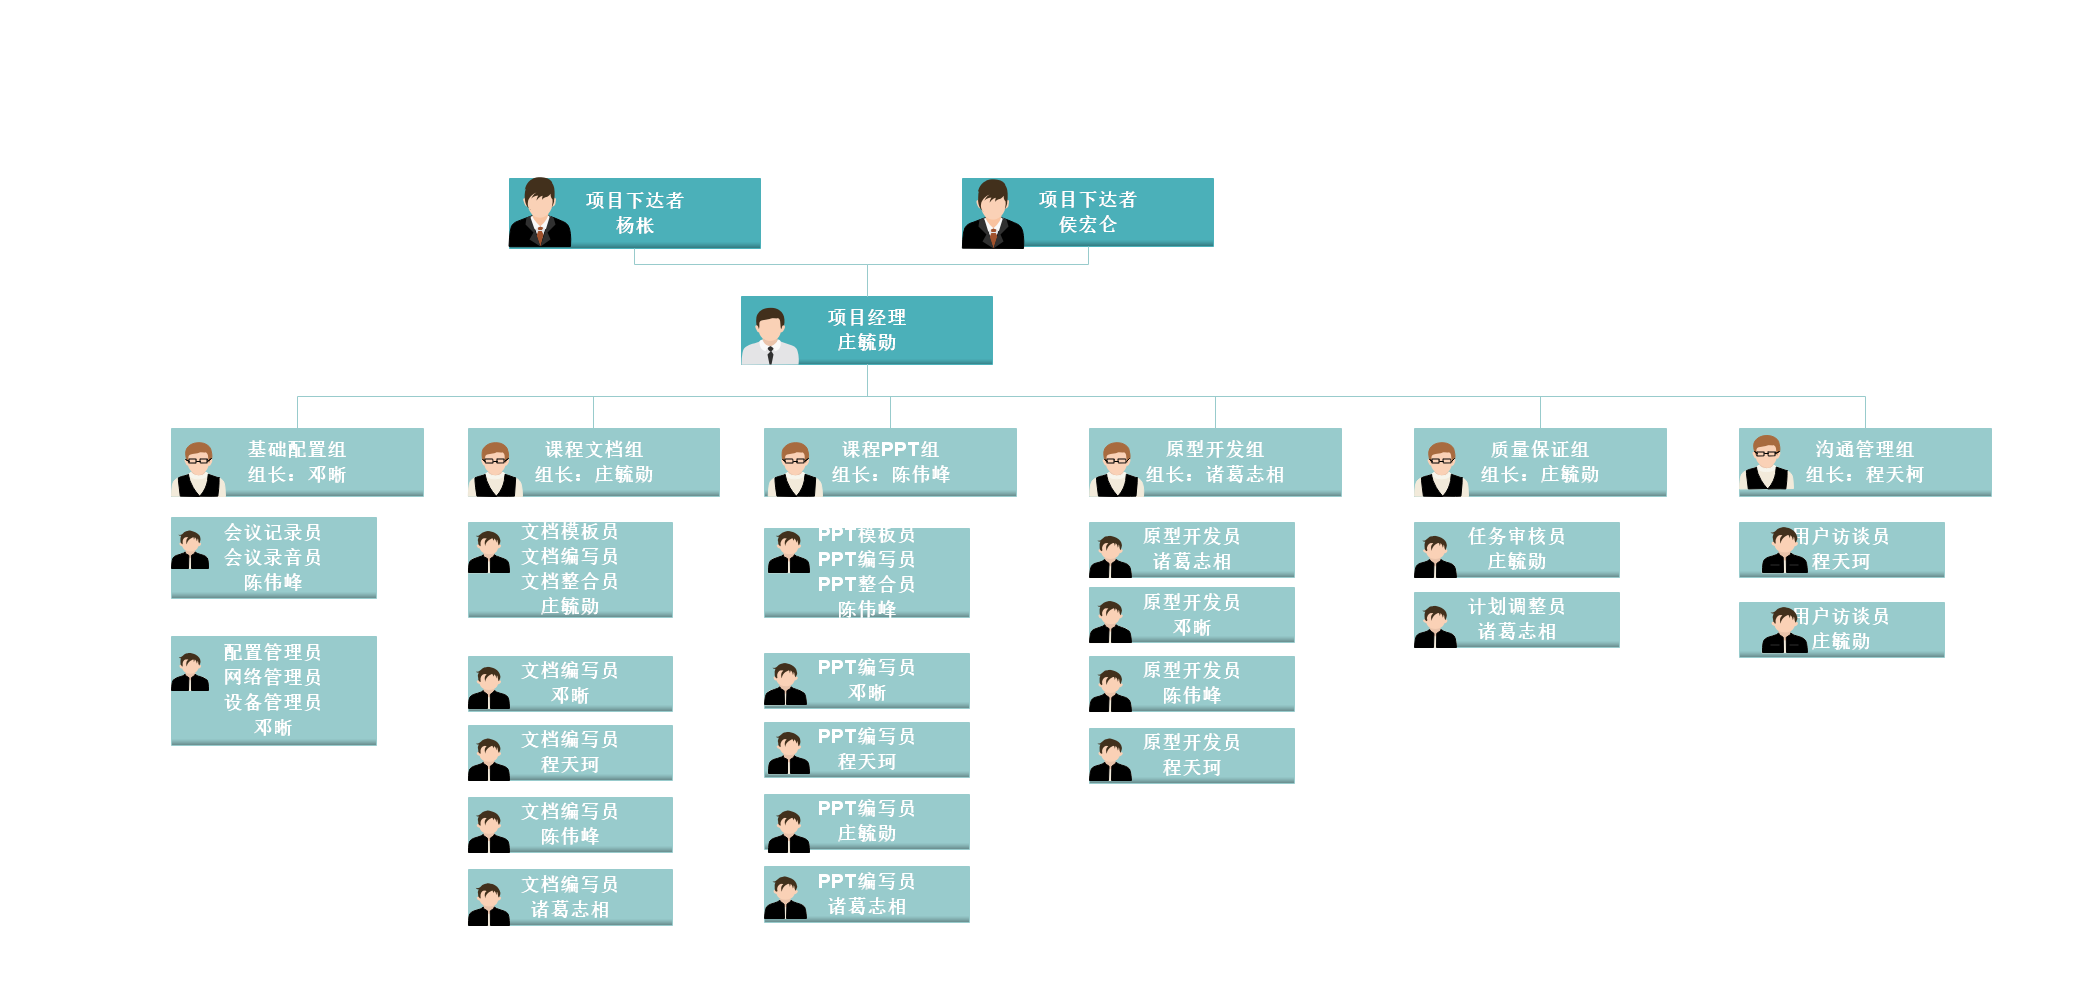 项目下达者
杨枨
项目下达者
侯宏仑
项目经理
庄毓勋
基础配置组
组长：邓晰
课程文档组
组长：庄毓勋
课程PPT组
组长：陈伟峰
原型开发组
组长：诸葛志相
质量保证组
组长：庄毓勋
沟通管理组
组长：程天柯
会议记录员
会议录音员
陈伟峰
配置管理员
网络管理员
设备管理员
邓晰
文档模板员
文档编写员
文档整合员
庄毓勋
文档编写员
邓晰
文档编写员
程天珂
文档编写员
陈伟峰
文档编写员
诸葛志相
PPT模板员
PPT编写员
PPT整合员
陈伟峰
PPT编写员
邓晰
PPT编写员
程天珂
PPT编写员
庄毓勋
PPT编写员
诸葛志相
原型开发员
诸葛志相
原型开发员
邓晰
原型开发员
陈伟峰
原型开发员
程天珂
任务审核员
庄毓勋
计划调整员
诸葛志相
用户访谈员
程天珂
用户访谈员
庄毓勋